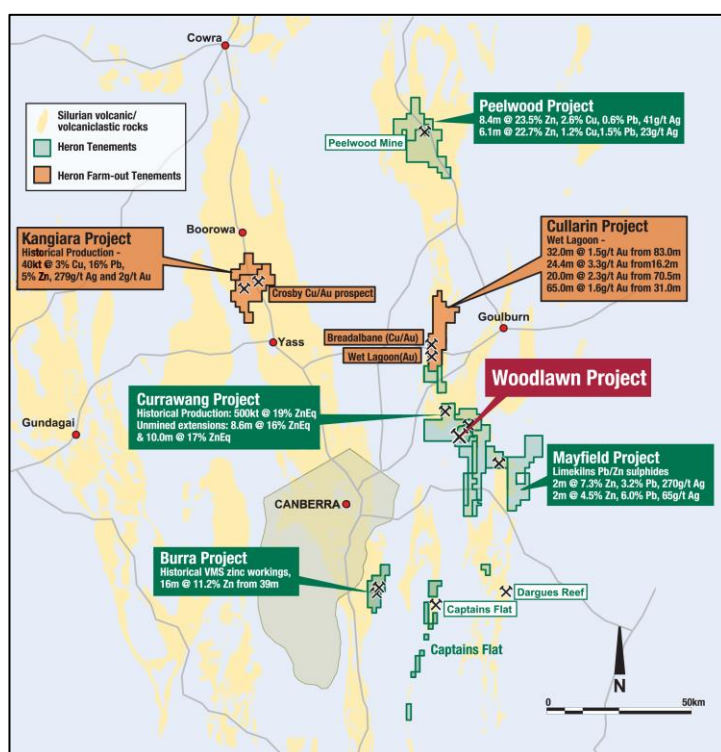 Cowra
Silurian volcanic/
volcaniclastic rocks
Heron Tenements
Heron Farm-out Tenements
Peelwood Project
8.4m @ 23.5% Zn, 2.6% Cu, 0.6% Pb, 41g/t Ag
6.1m @ 22.7% Zn, 1.2% Cu,1.5% Pb, 23g/t Ag
Peelwood Mine
Boorowa
Kangiara Project
Historical Production -
40kt @ 3% Cu, 16% Pb,
5% Zn, 279g/t Ag and 2g/t Au
Crosby Cu/Au prospect
Cullarin Project
Wet Lagoon -
32.0m @ 1.5g/t Au from 83.0m
24.4m @ 3.3g/t Au from16.2m
20.0m @ 2.3g/t Au from 70.5m
65.0m @ 1.6g/t Au from 31.0m
Goulburn
Breadalbane (Cu/Au)
Wet Lagoon(Au)
Yass
Gundagai
Woodlawn Project
Currawang Project
Historical Production: 500kt @ 19% ZnEq
Unmined extensions: 8.6m @ 16% ZnEq
& 10.0m @ 17% ZnEq
Mayfield Project
Limekilns Pb/Zn sulphides
2m @ 7.3% Zn, 3.2% Pb, 270g/t Ag
2m @ 4.5% Zn, 6.0% Pb, 65g/t Ag
CANBERRA
Burra Project
Historical VMS zinc workings,
16m @ 11.2% Zn from 39m
Dargues Reef
Captains Flat
Captains Flat
N
0
50km